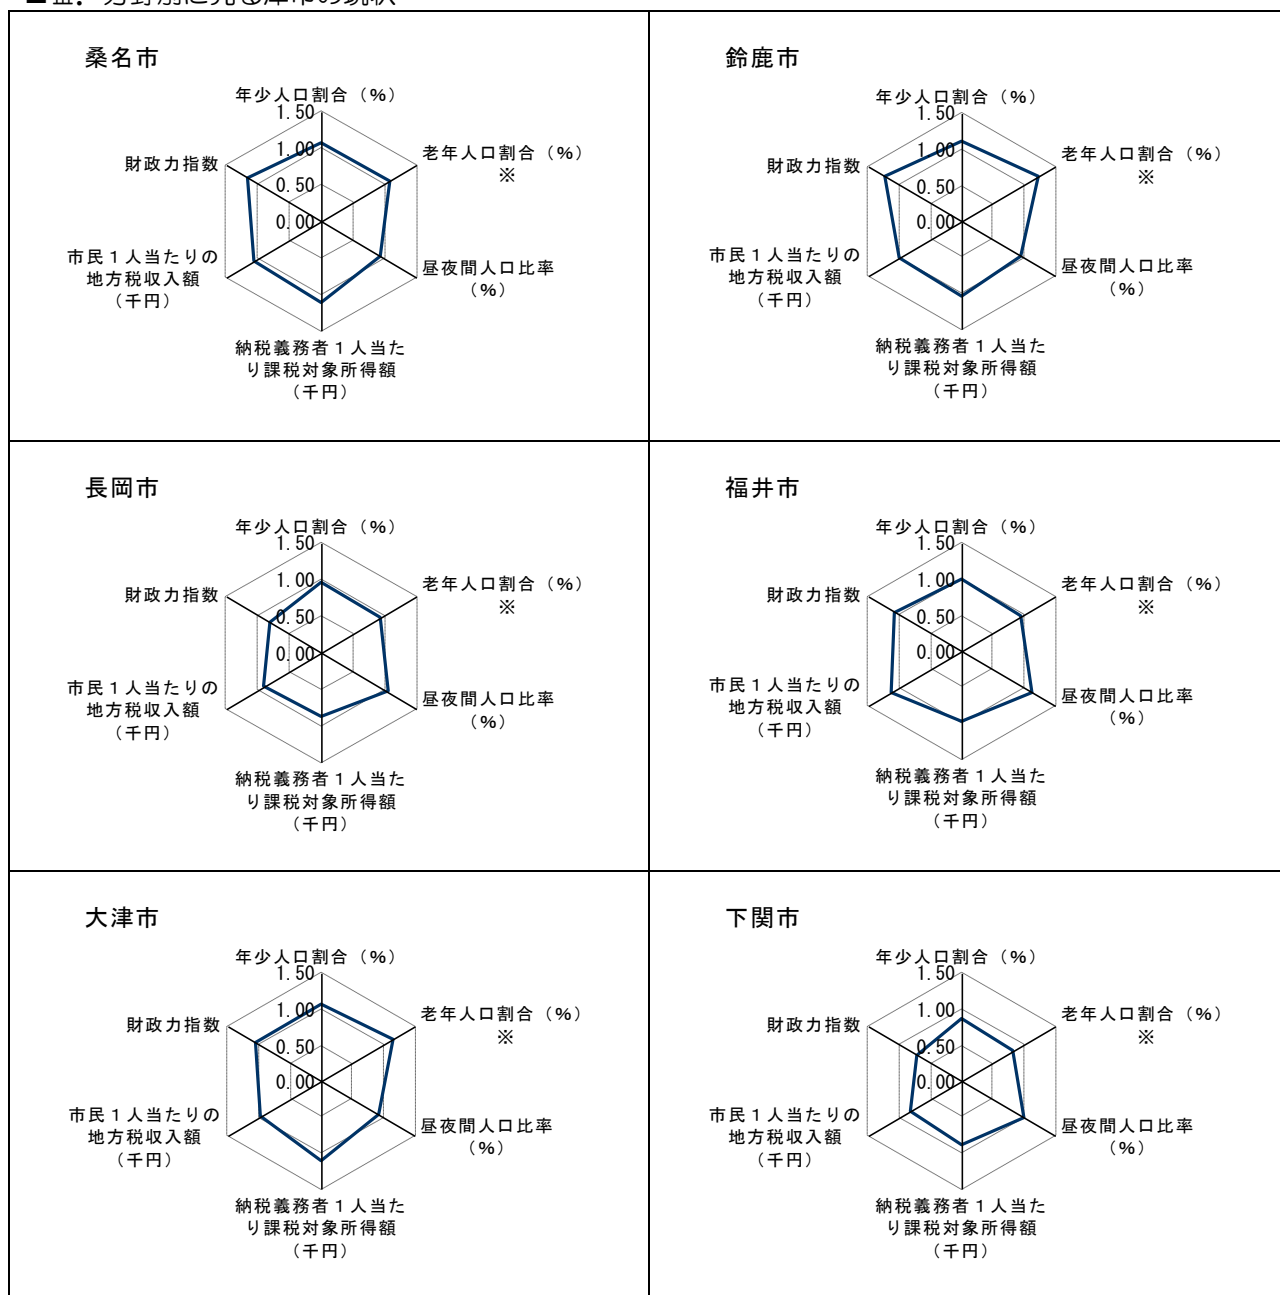 桑名市
年少人口割合（%）
1.50
1.00
0.50
0.00
老年人口割合（%）
※
昼夜間人口比率
（%）
納税義務者１人当た
り課税対象所得額
（千円）
市民１人当たりの
地方税収入額
（千円）
財政力指数
鈴鹿市
年少人口割合（%）
1.50
1.00
0.50
0.00
老年人口割合（%）
※
昼夜間人口比率
（%）
納税義務者１人当た
り課税対象所得額
（千円）
市民１人当たりの
地方税収入額
（千円）
財政力指数
長岡市
年少人口割合（%）
1.50
1.00
0.50
0.00
老年人口割合（%）
※
昼夜間人口比率
（%）
納税義務者１人当た
り課税対象所得額
（千円）
市民１人当たりの
地方税収入額
（千円）
財政力指数
福井市
年少人口割合（%）
1.50
1.00
0.50
0.00
老年人口割合（%）
※
昼夜間人口比率
（%）
納税義務者１人当た
り課税対象所得額
（千円）
市民１人当たりの
地方税収入額
（千円）
財政力指数
大津市
年少人口割合（%）
1.50
1.00
0.50
0.00
老年人口割合（%）
※
昼夜間人口比率
（%）
納税義務者１人当た
り課税対象所得額
（千円）
市民１人当たりの
地方税収入額
（千円）
財政力指数
下関市
年少人口割合（%）
1.50
1.00
0.50
0.00
老年人口割合（%）
※
昼夜間人口比率
（%）
納税義務者１人当た
り課税対象所得額
（千円）
市民１人当たりの
地方税収入額
（千円）
財政力指数